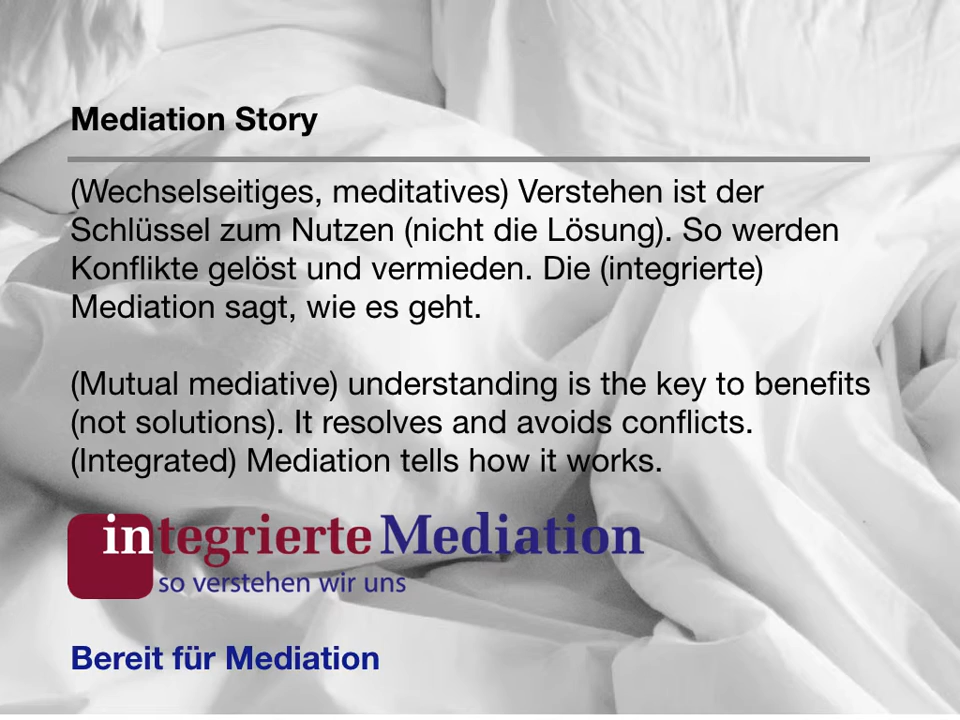 Mediation Story
(Wechselseitiges, meditatives) Verstehen ist der
Schlüssel zum Nutzen (nicht die Lösung). So werden
Konflikte gelöst und vermieden. Die (integrierte)
Mediation sagt, wie es geht.
(Mutual mediative) understanding is the key to benefits
(not solutions). It resolves and avoids conflicts.
(Integrated) Mediation tells how it works.
integrierte Mediation
so verstehen wir uns
Bereit für Mediation